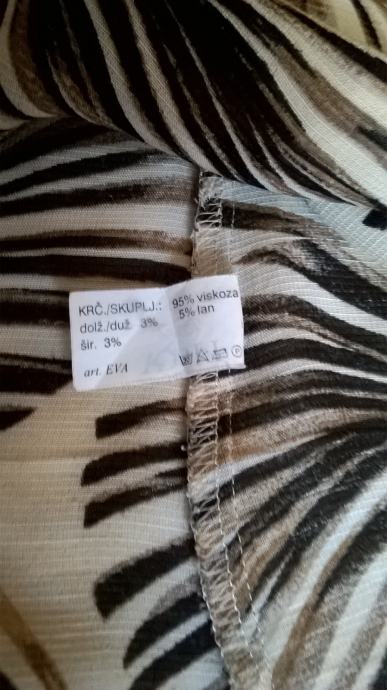 KRČ./SKUPLJ.: 95% viskoza
dolž./duž. 3% 5% lan
šir. 3%
art. EVA
P